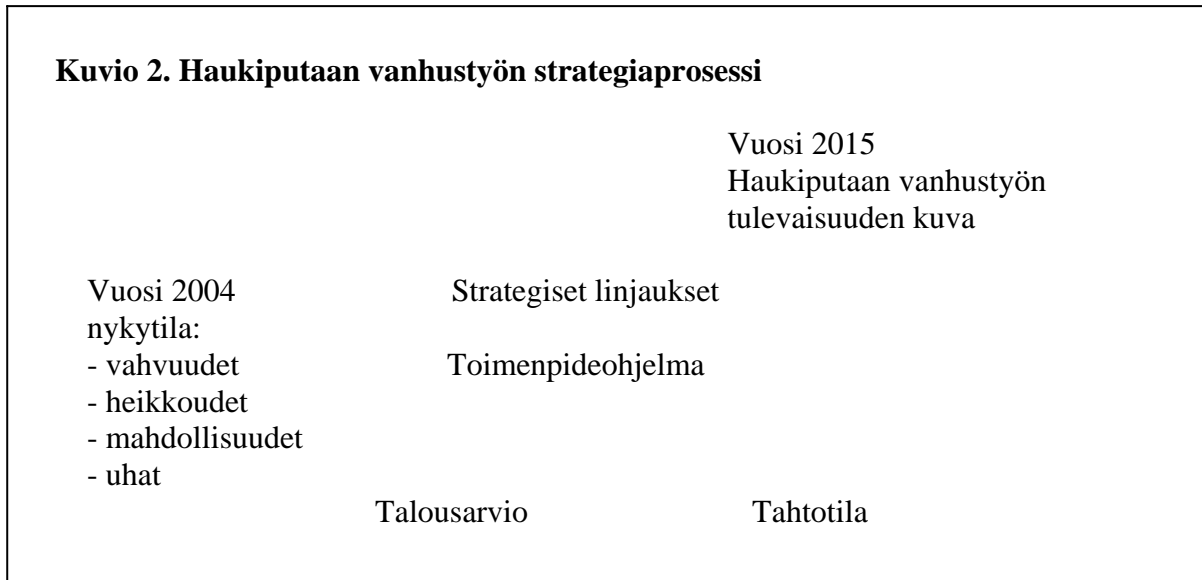 Kuvio 2. Haukiputaan vanhustyön strategiaprosessi
Vuosi 2015
Haukiputaan vanhustyön
tulevaisuuden kuva
Vuosi 2004 Strategiset linjaukset
nykytila:
- vahvuudet Toimenpideohjelma
- heikkoudet
- mahdollisuudet
- uhat
Talousarvio Tahtotila